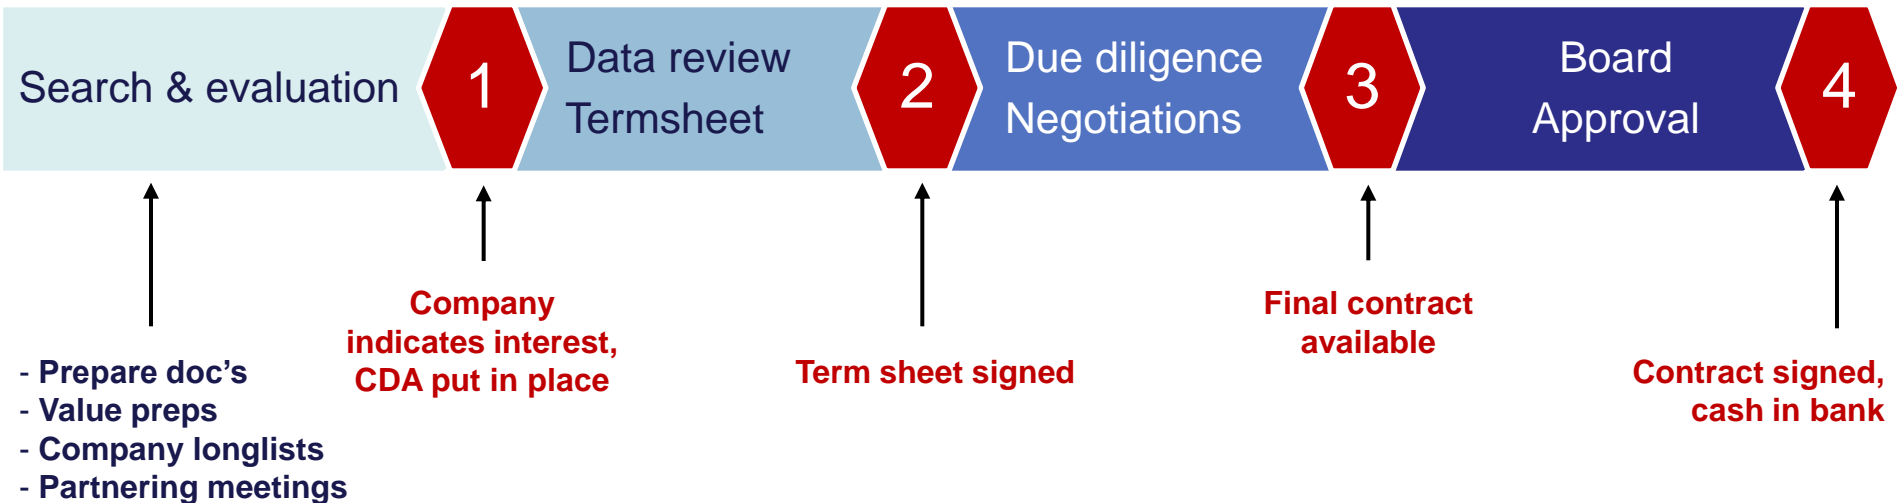 Search & evaluation
1
Data review
Termsheet
2
Due diligence
Negotiations
3
Board
Approval
4
- Prepare doc's
- Value preps
- Company longlists
- Partnering meetings
Company
indicates interest,
CDA put in place
Term sheet signed
Final contract
available
Contract signed,
cash in bank